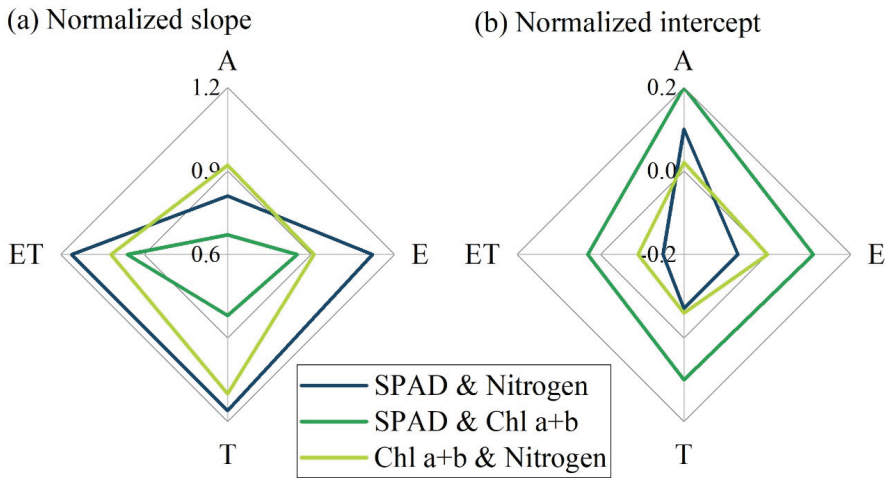 (a) Normalized slope
A
1.2
0.9
ET
0.6
E
T
(b) Normalized intercept
A
0.2
0.0
ET
-0.2
E
T
SPAD & Nitrogen
SPAD & Chl a+b
Chl a+b & Nitrogen